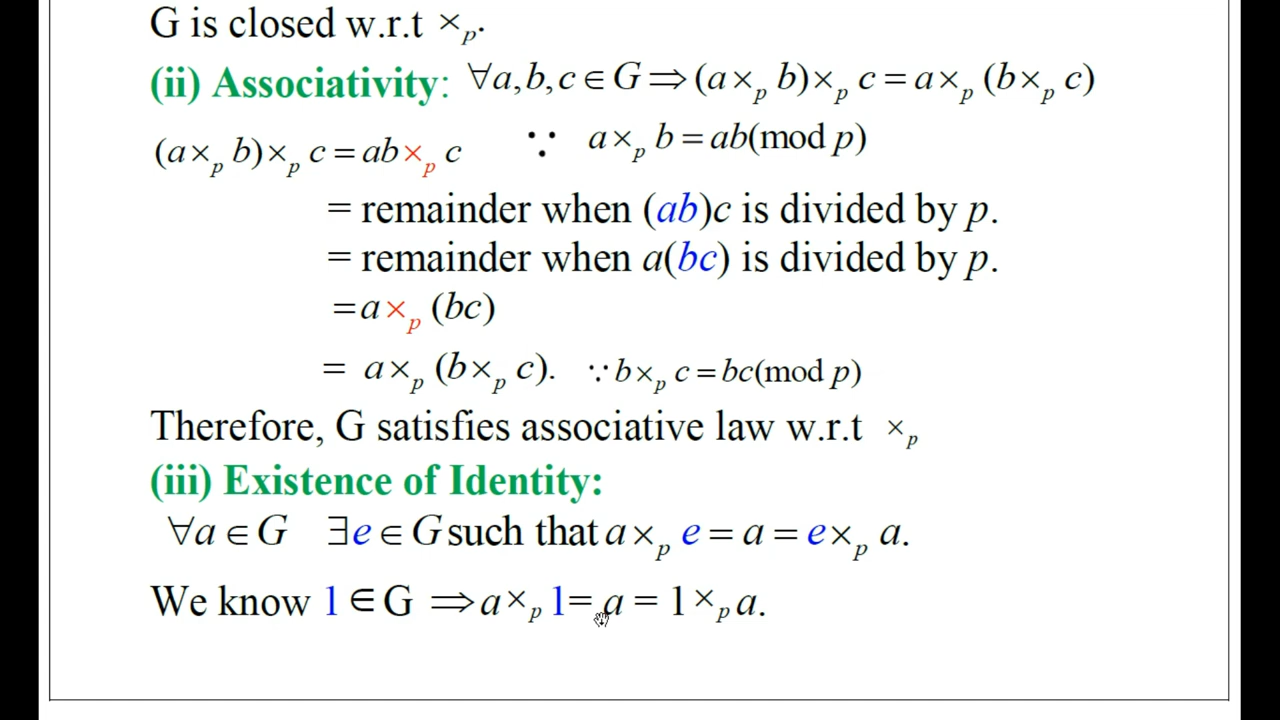 G is closed w.r.t ×ₚ.
(ii) Associativity: ∀a,b,c ∈ G ⇒ (a ×ₚ b) ×ₚ c = a ×ₚ (b ×ₚ c)
(a ×ₚ b) ×ₚ c = ab ×ₚ c ∵ a ×ₚ b = ab(mod p)
= remainder when (ab)c is divided by p.
= remainder when a(bc) is divided by p.
= a ×ₚ (bc)
= a ×ₚ (b ×ₚ c). ∵ b ×ₚ c = bc(mod p)
Therefore, G satisfies associative law w.r.t ×ₚ
(iii) Existence of Identity:
∀a ∈ G ∃e ∈ G such that a ×ₚ e = a = e ×ₚ a.
We know 1 ∈ G ⇒ a ×ₚ 1 = a = 1 ×ₚ a.